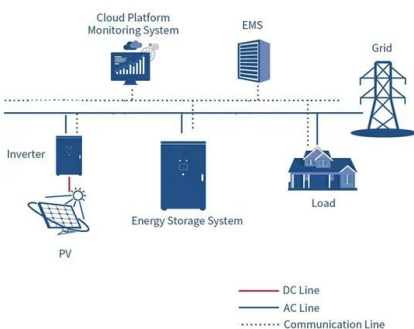 Cloud Platform
Monitoring System
EMS
Grid
Inverter
Energy Storage System
Load
PV
DC Line
AC Line
Communication Line